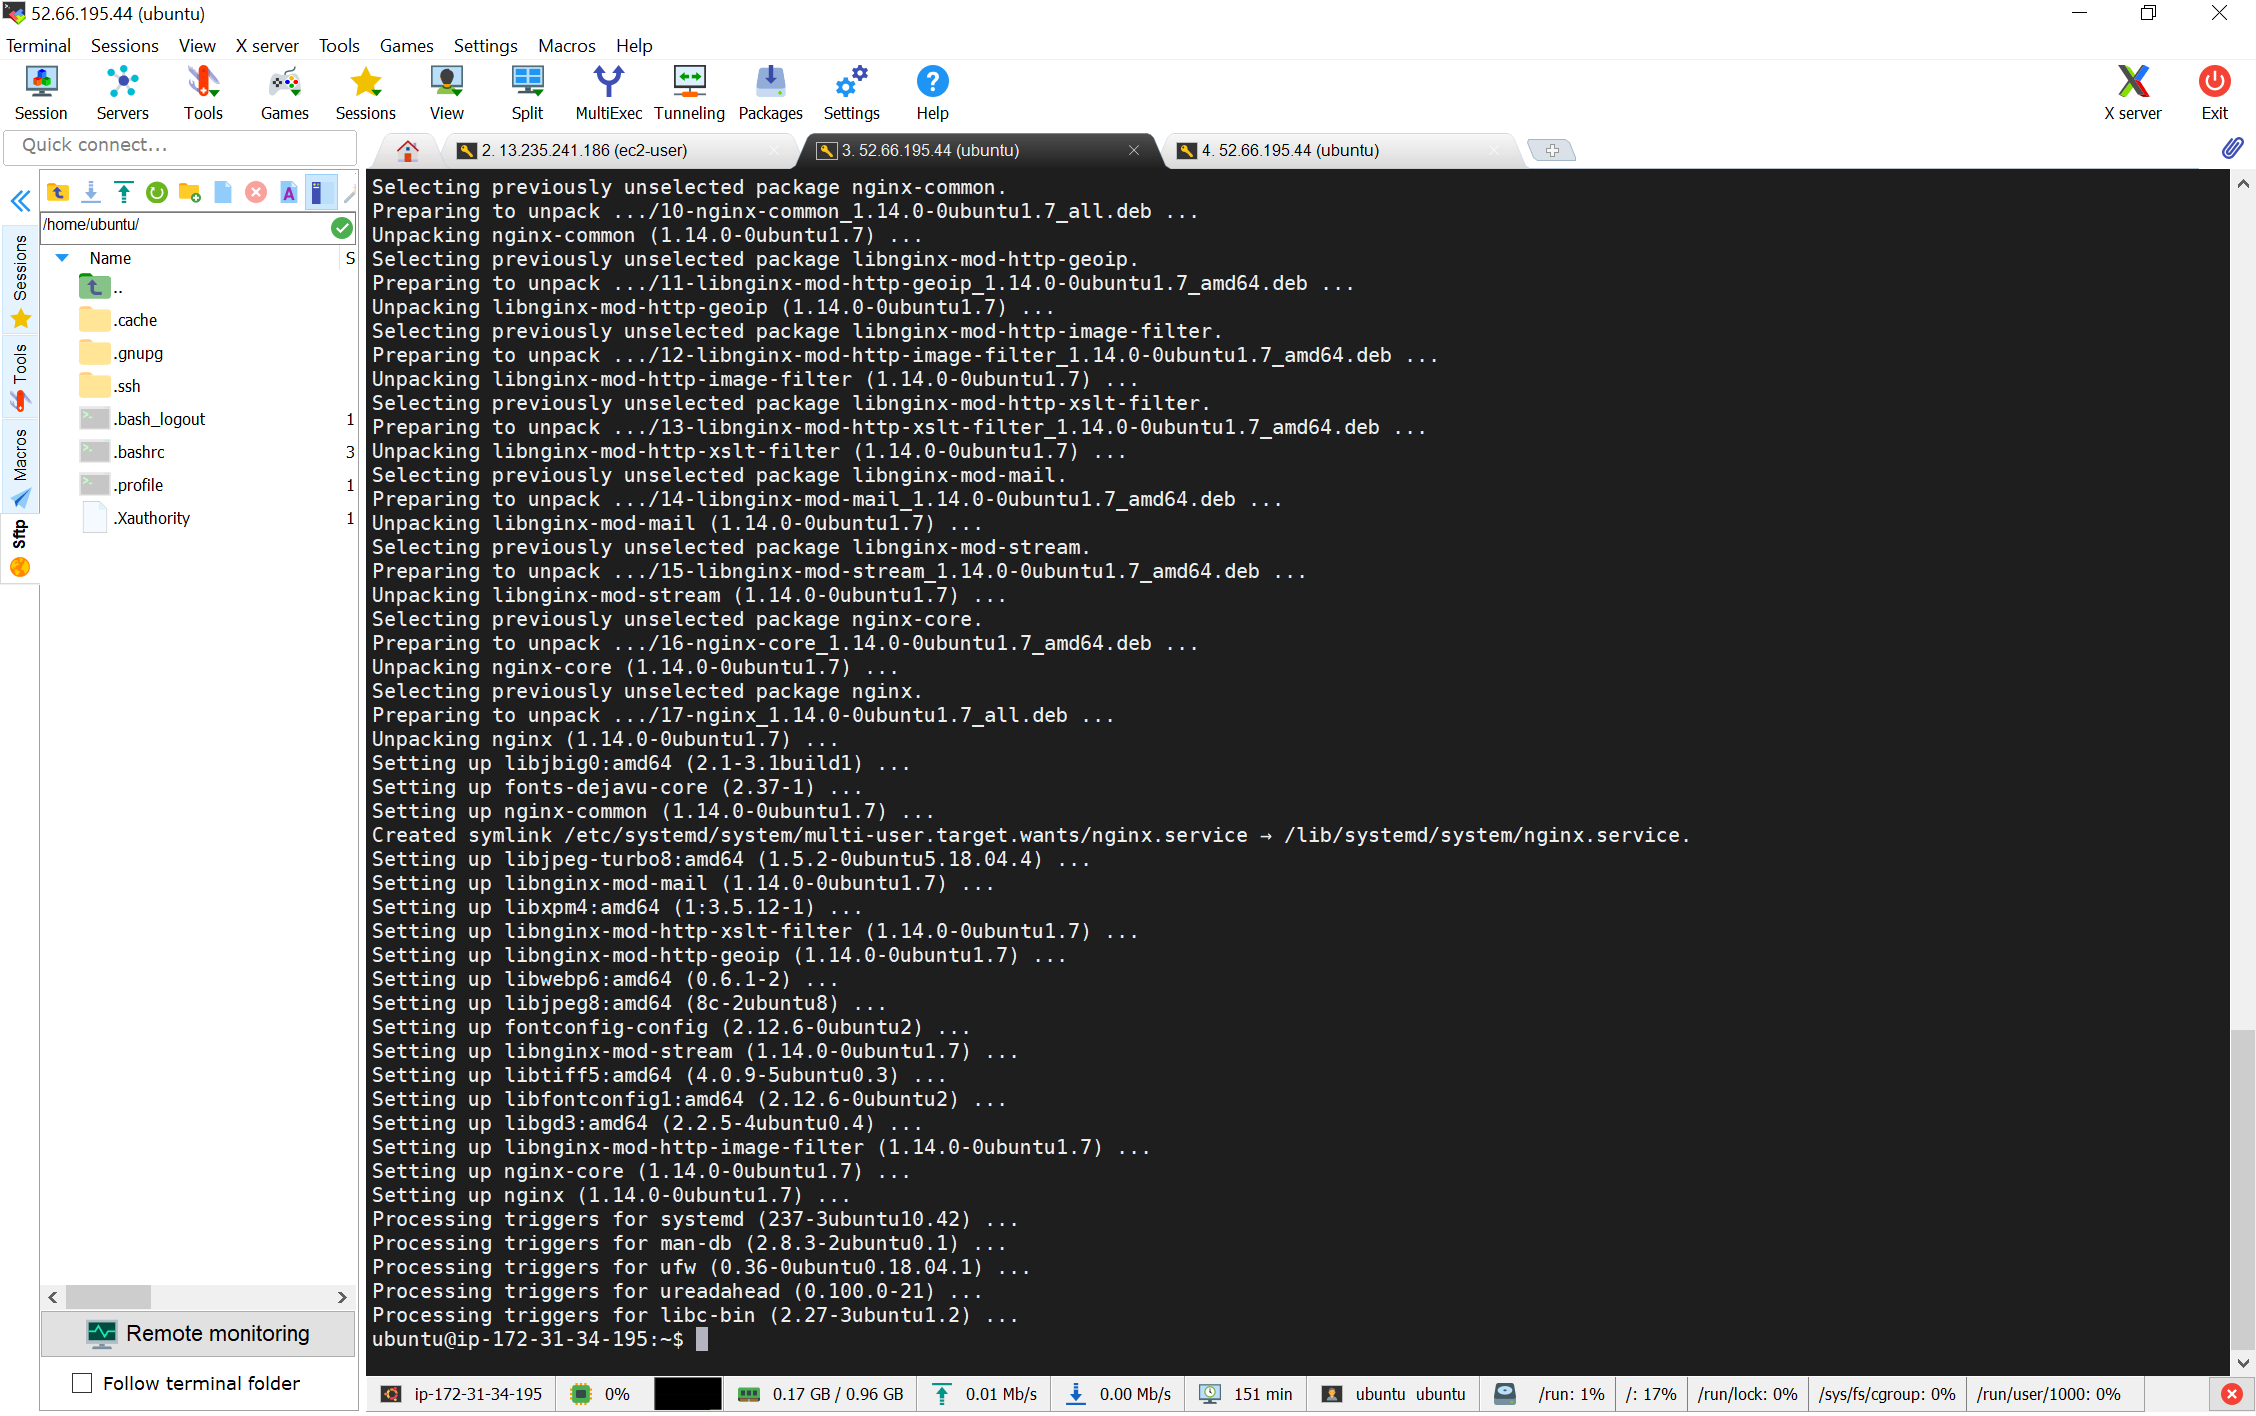 52.66.195.44 (ubuntu)
Terminal Sessions View X server Tools Games Settings Macros Help
Session Servers Tools Games Sessions View Split MultiExec Tunneling Packages Settings Help X server Exit
Quick connect...
2. 13.235.241.186 (ec2-user) 3. 52.66.195.44 (ubuntu) 4. 52.66.195.44 (ubuntu)
Sessions
Tools
Macros
Sftp
/home/ubuntu/
Name S
..
.cache
.gnupg
.ssh
.bash_logout 1
.bashrc 3
.profile 1
.Xauthority 1
Remote monitoring
Follow terminal folder
Selecting previously unselected package nginx-common.
Preparing to unpack .../10-nginx-common_1.14.0-0ubuntu1.7_all.deb ...
Unpacking nginx-common (1.14.0-0ubuntu1.7) ...
Selecting previously unselected package libnginx-mod-http-geoip.
Preparing to unpack .../11-libnginx-mod-http-geoip_1.14.0-0ubuntu1.7_amd64.deb ...
Unpacking libnginx-mod-http-geoip (1.14.0-0ubuntu1.7) ...
Selecting previously unselected package libnginx-mod-http-image-filter.
Preparing to unpack .../12-libnginx-mod-http-image-filter_1.14.0-0ubuntu1.7_amd64.deb ...
Unpacking libnginx-mod-http-image-filter (1.14.0-0ubuntu1.7) ...
Selecting previously unselected package libnginx-mod-http-xslt-filter.
Preparing to unpack .../13-libnginx-mod-http-xslt-filter_1.14.0-0ubuntu1.7_amd64.deb ...
Unpacking libnginx-mod-http-xslt-filter (1.14.0-0ubuntu1.7) ...
Selecting previously unselected package libnginx-mod-mail.
Preparing to unpack .../14-libnginx-mod-mail_1.14.0-0ubuntu1.7_amd64.deb ...
Unpacking libnginx-mod-mail (1.14.0-0ubuntu1.7) ...
Selecting previously unselected package libnginx-mod-stream.
Preparing to unpack .../15-libnginx-mod-stream_1.14.0-0ubuntu1.7_amd64.deb ...
Unpacking libnginx-mod-stream (1.14.0-0ubuntu1.7) ...
Selecting previously unselected package nginx-core.
Preparing to unpack .../16-nginx-core_1.14.0-0ubuntu1.7_amd64.deb ...
Unpacking nginx-core (1.14.0-0ubuntu1.7) ...
Selecting previously unselected package nginx.
Preparing to unpack .../17-nginx_1.14.0-0ubuntu1.7_all.deb ...
Unpacking nginx (1.14.0-0ubuntu1.7) ...
Setting up libjbig0:amd64 (2.1-3.1build1) ...
Setting up fonts-dejavu-core (2.37-1) ...
Setting up nginx-common (1.14.0-0ubuntu1.7) ...
Created symlink /etc/systemd/system/multi-user.target.wants/nginx.service → /lib/systemd/system/nginx.service.
Setting up libjpeg-turbo8:amd64 (1.5.2-0ubuntu5.18.04.4) ...
Setting up libnginx-mod-mail (1.14.0-0ubuntu1.7) ...
Setting up libxpm4:amd64 (1:3.5.12-1) ...
Setting up libnginx-mod-http-xslt-filter (1.14.0-0ubuntu1.7) ...
Setting up libnginx-mod-http-geoip (1.14.0-0ubuntu1.7) ...
Setting up libwebp6:amd64 (0.6.1-2) ...
Setting up libjpeg8:amd64 (8c-2ubuntu8) ...
Setting up fontconfig-config (2.12.6-0ubuntu2) ...
Setting up libnginx-mod-stream (1.14.0-0ubuntu1.7) ...
Setting up libtiff5:amd64 (4.0.9-5ubuntu0.3) ...
Setting up libfontconfig1:amd64 (2.12.6-0ubuntu2) ...
Setting up libgd3:amd64 (2.2.5-4ubuntu0.4) ...
Setting up libnginx-mod-http-image-filter (1.14.0-0ubuntu1.7) ...
Setting up nginx-core (1.14.0-0ubuntu1.7) ...
Setting up nginx (1.14.0-0ubuntu1.7) ...
Processing triggers for systemd (237-3ubuntu10.42) ...
Processing triggers for man-db (2.8.3-2ubuntu0.1) ...
Processing triggers for ufw (0.36-0ubuntu0.18.04.1) ...
Processing triggers for ureadahead (0.100.0-21) ...
Processing triggers for libc-bin (2.27-3ubuntu1.2) ...
ubuntu@ip-172-31-34-195:~$
ip-172-31-34-195 0% 0.17 GB / 0.96 GB 0.01 Mb/s 0.00 Mb/s 151 min ubuntu ubuntu /run: 1% /: 17% /run/lock: 0% /sys/fs/cgroup: 0% /run/user/1000: 0%